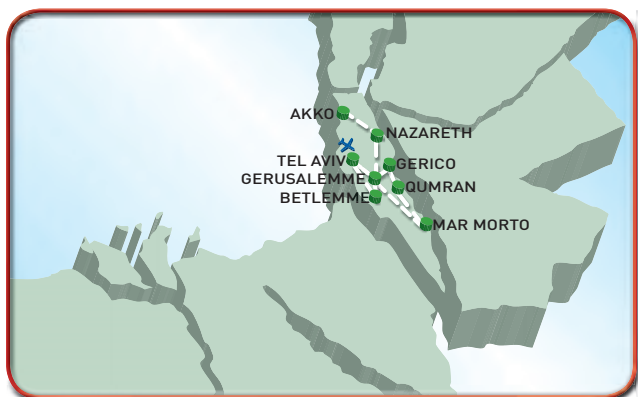 AKKO
NAZARETH
TEL AVIV
GERICO
GERUSALEMME
QUMRAN
BETLEMME
MAR MORTO